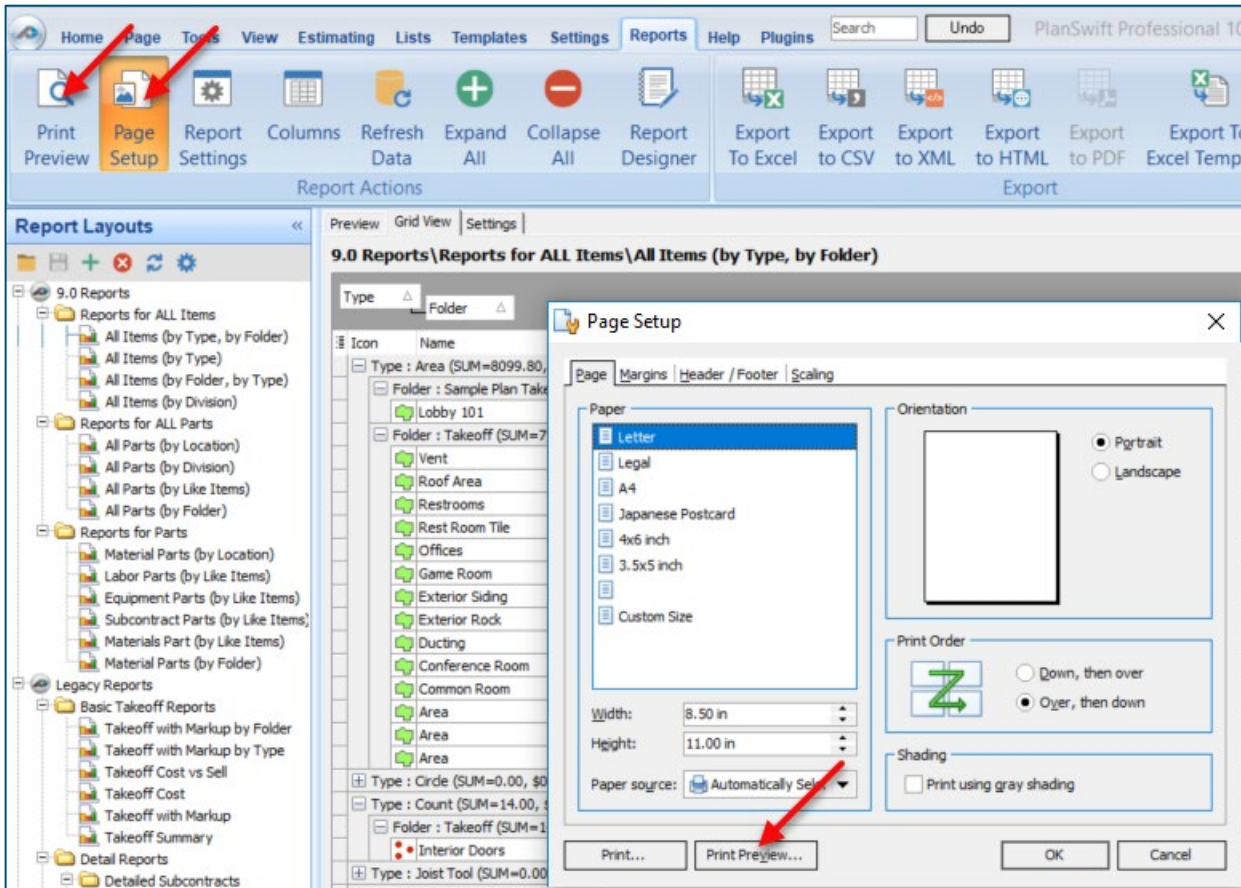 Home Page Tools View Estimating Lists Templates Settings Reports Help Plugins Search Undo PlanSwift Professional 10
Print Preview
Page Setup
Report Settings
Columns
Refresh Data
Expand All
Collapse All
Report Designer
Export To Excel
Export to CSV
Export to XML
Export to HTML
Export to PDF
Export To Excel Temp
Report Actions
Export
Report Layouts «
9.0 Reports
Reports for ALL Items
All Items (by Type, by Folder)
All Items (by Type)
All Items (by Folder, by Type)
All Items (by Division)
Reports for ALL Parts
All Parts (by Location)
All Parts (by Division)
All Parts (by Like Items)
All Parts (by Folder)
Reports for Parts
Material Parts (by Location)
Labor Parts (by Like Items)
Equipment Parts (by Like Items)
Subcontract Parts (by Like Items)
Materials Part (by Like Items)
Material Parts (by Folder)
Legacy Reports
Basic Takeoff Reports
Takeoff with Markup by Folder
Takeoff with Markup by Type
Takeoff Cost vs Sell
Takeoff Cost
Takeoff with Markup
Takeoff Summary
Detail Reports
Detailed Subcontracts
Preview Grid View Settings
9.0 Reports\Reports for ALL Items\All Items (by Type, by Folder)
Type
Folder
Icon Name
Type : Area (SUM=8099.80,
Folder : Sample Plan Take
Lobby 101
Folder : Takeoff (SUM=7
Vent
Roof Area
Restrooms
Rest Room Tile
Offices
Game Room
Exterior Siding
Exterior Rock
Ducting
Conference Room
Common Room
Area
Area
Area
Type : Circle (SUM=0.00, $0
Type : Count (SUM=14.00, $
Folder : Takeoff (SUM=1
Interior Doors
Type : Joist Tool (SUM=0.00
Page Setup
Page Margins Header / Footer Scaling
Paper
Letter
Legal
A4
Japanese Postcard
4x6 inch
3.5x5 inch
Custom Size
Width: 8.50 in
Height: 11.00 in
Paper source: Automatically Sele
Orientation
Portrait
Landscape
Print Order
Down, then over
Over, then down
Shading
Print using gray shading
Print... Print Preview... OK Cancel